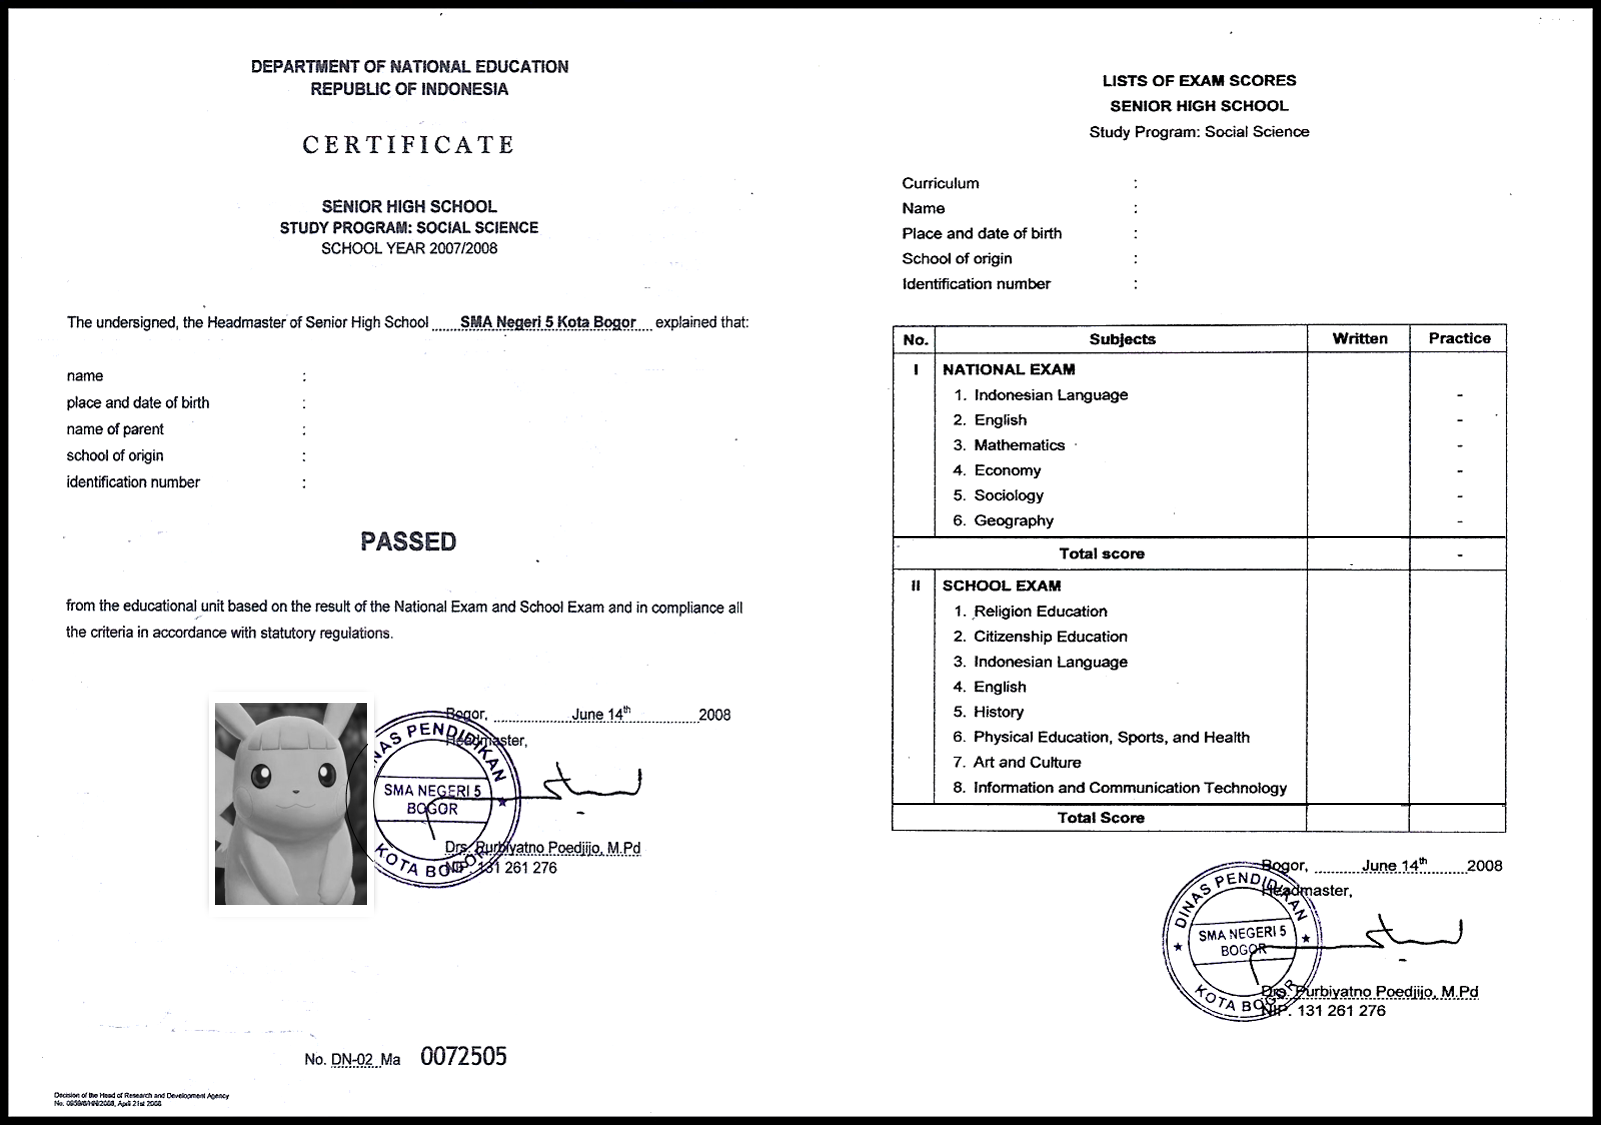 DEPARTMENT OF NATIONAL EDUCATION
REPUBLIC OF INDONESIA
CERTIFICATE
SENIOR HIGH SCHOOL
STUDY PROGRAM: SOCIAL SCIENCE
SCHOOL YEAR 2007/2008
The undersigned, the Headmaster of Senior High School ...... SMA Negeri 5 Kota Bogor .... explained that:
name :
place and date of birth :
name of parent :
school of origin :
identification number :
PASSED
from the educational unit based on the result of the National Exam and School Exam and in compliance all
the criteria in accordance with statutory regulations.
Bogor, ....................June 14th..................2008
Headmaster,
NAS PENDIDIKAN
SMA NEGERI 5
BOGOR
KOTA BOGOR
Drs. Purbiyatno Poedjijo, M.Pd
NIP. 131 261 276
No. DN-02 Ma 0072505
Decision of the Head of Research and Development Agency
April 21st 2008
LISTS OF EXAM SCORES
SENIOR HIGH SCHOOL
Study Program: Social Science
Curriculum :
Name :
Place and date of birth :
School of origin :
Identification number :
No. Subjects Written Practice
I NATIONAL EXAM
1. Indonesian Language -
2. English -
3. Mathematics -
4. Economy -
5. Sociology -
6. Geography -
Total score -
II SCHOOL EXAM
1. Religion Education
2. Citizenship Education
3. Indonesian Language
4. English
5. History
6. Physical Education, Sports, and Health
7. Art and Culture
8. Information and Communication Technology
Total Score
Bogor, ............June 14th............2008
Headmaster,
DINAS PENDIDIKAN
SMA NEGERI 5
BOGOR
KOTA BOGOR
Drs. Purbiyatno Poedjijo, M.Pd
NIP. 131 261 276